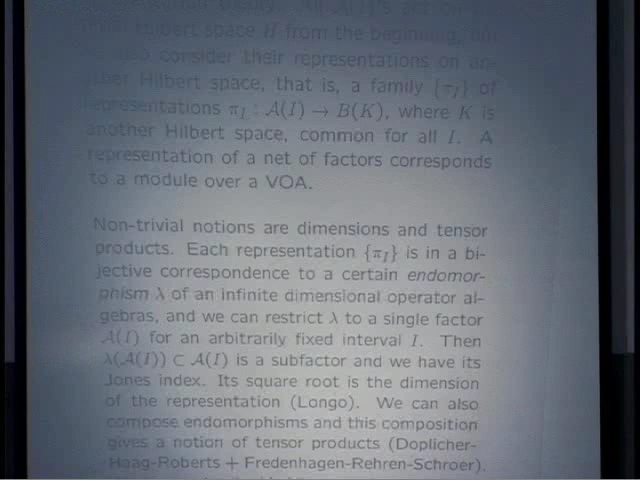 Hilbert space H from the beginning, but
also consider their representations on an-
other Hilbert space, that is, a family {π_I} of
representations π_I : A(I) → B(K), where K is
another Hilbert space, common for all I. A
representation of a net of factors corresponds
to a module over a VOA.
Non-trivial notions are dimensions and tensor
products. Each representation {π_I} is in a bi-
jective correspondence to a certain endomor-
phism λ of an infinite dimensional operator al-
gebras, and we can restrict λ to a single factor
A(I) for an arbitrarily fixed interval I. Then
λ(A(I)) ⊂ A(I) is a subfactor and we have its
Jones index. Its square root is the dimension
of the representation (Longo). We can also
compose endomorphisms and this composition
gives a notion of tensor products (Doplicher-
Haag-Roberts + Fredenhagen-Rehren-Schroer).